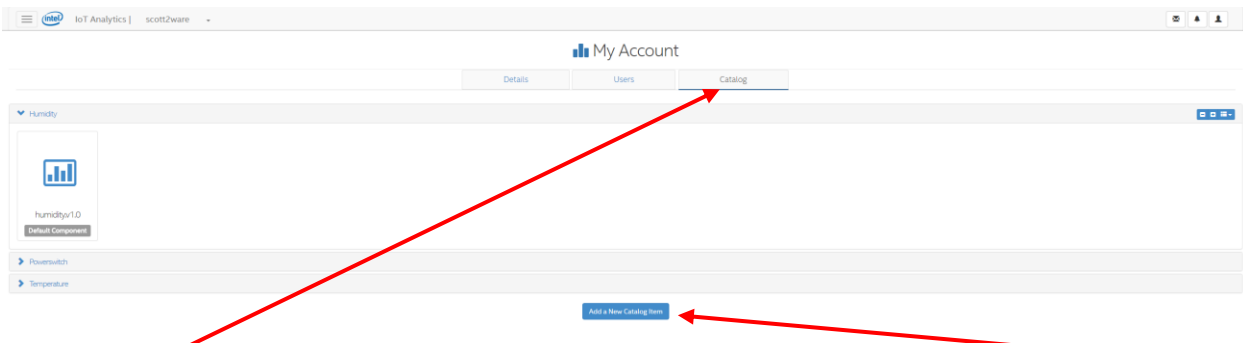 intel IoT Analytics | scott2ware
My Account
Details Users Catalog
Humidity
humidity.v1.0
Default Component
Powerswitch
Temperature
Add a New Catalog Item